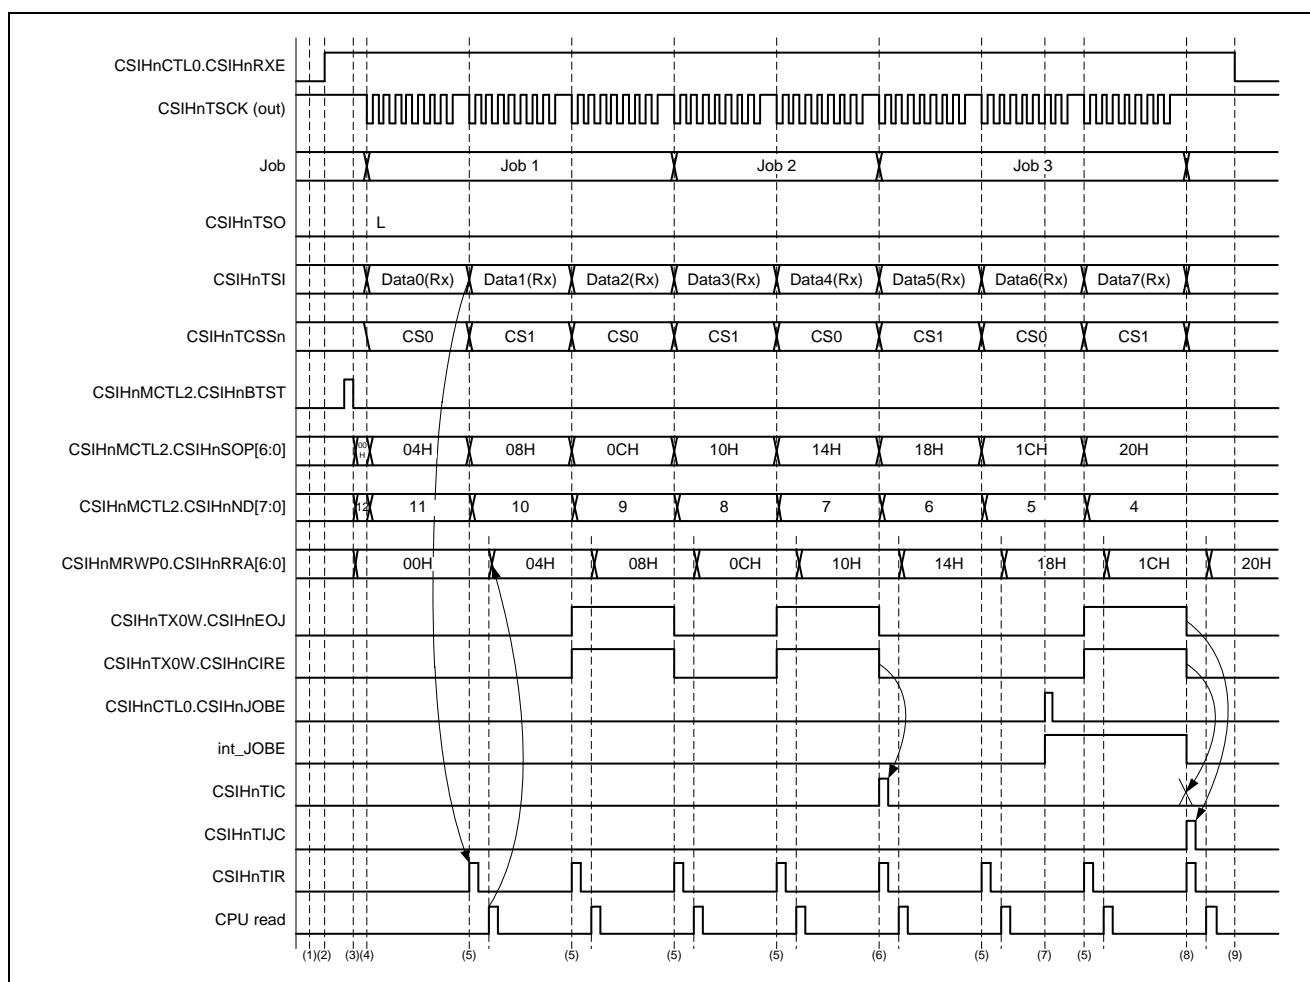 CSIHnCTL0.CSIHnRXE
CSIHnTSCK (out)
Job Job 1 Job 2 Job 3
CSIHnTSO L
CSIHnTSI Data0(Rx) Data1(Rx) Data2(Rx) Data3(Rx) Data4(Rx) Data5(Rx) Data6(Rx) Data7(Rx)
CSIHnTCSSn CS0 CS1 CS0 CS1 CS0 CS1 CS0 CS1
CSIHnMCTL2.CSIHnBTST
CSIHnMCTL2.CSIHnSOP[6:0] 00H 04H 08H 0CH 10H 14H 18H 1CH 20H
CSIHnMCTL2.CSIHnND[7:0] 12 11 10 9 8 7 6 5 4
CSIHnMRWP0.CSIHnRRA[6:0] 00H 04H 08H 0CH 10H 14H 18H 1CH 20H
CSIHnTX0W.CSIHnEOJ
CSIHnTX0W.CSIHnCIRE
CSIHnCTL0.CSIHnJOBE
int_JOBE
CSIHnTIC
CSIHnTIJC
CSIHnTIR
CPU read
(1)(2) (3)(4) (5) (5) (5) (5) (6) (5) (7) (5) (8) (9)